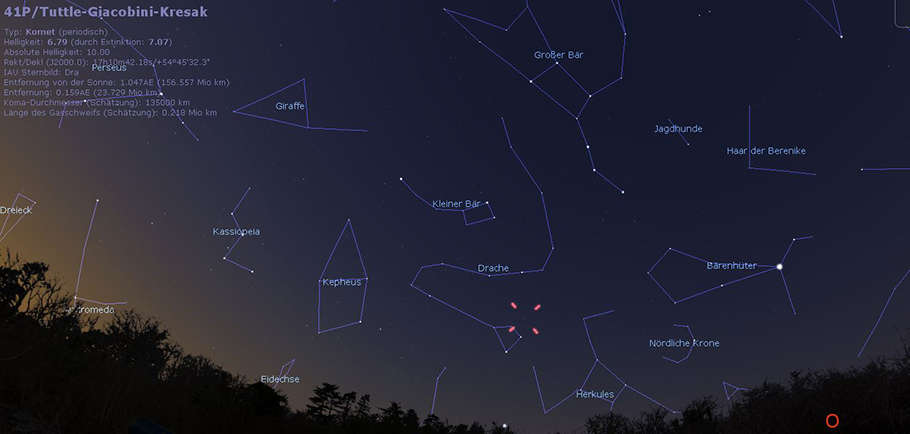 41P/Tuttle-Giacobini-Kresak
Typ: Komet (periodisch)
Helligkeit: 6.79 (durch Extinktion: 7.07)
Absolute Helligkeit: 10.00
Rekt/Dekl (J2000.0): 17h10m42.18s/+54°45'32.3"
IAU Sternbild: Dra
Entfernung von der Sonne: 1.047AE (156.557 Mio km)
Entfernung: 0.159AE (23.729 Mio km)
Koma-Durchmesser (Schätzung): 135000 km
Länge des Gasschweifs (Schätzung): 0.218 Mio km
Perseus
Großer Bär
Giraffe
Jagdhunde
Haar der Berenike
Dreieck
Kleiner Bär
Kassiopeia
Drache
Bärenhüter
Kepheus
Andromeda
Nördliche Krone
Eidechse
Herkules
O